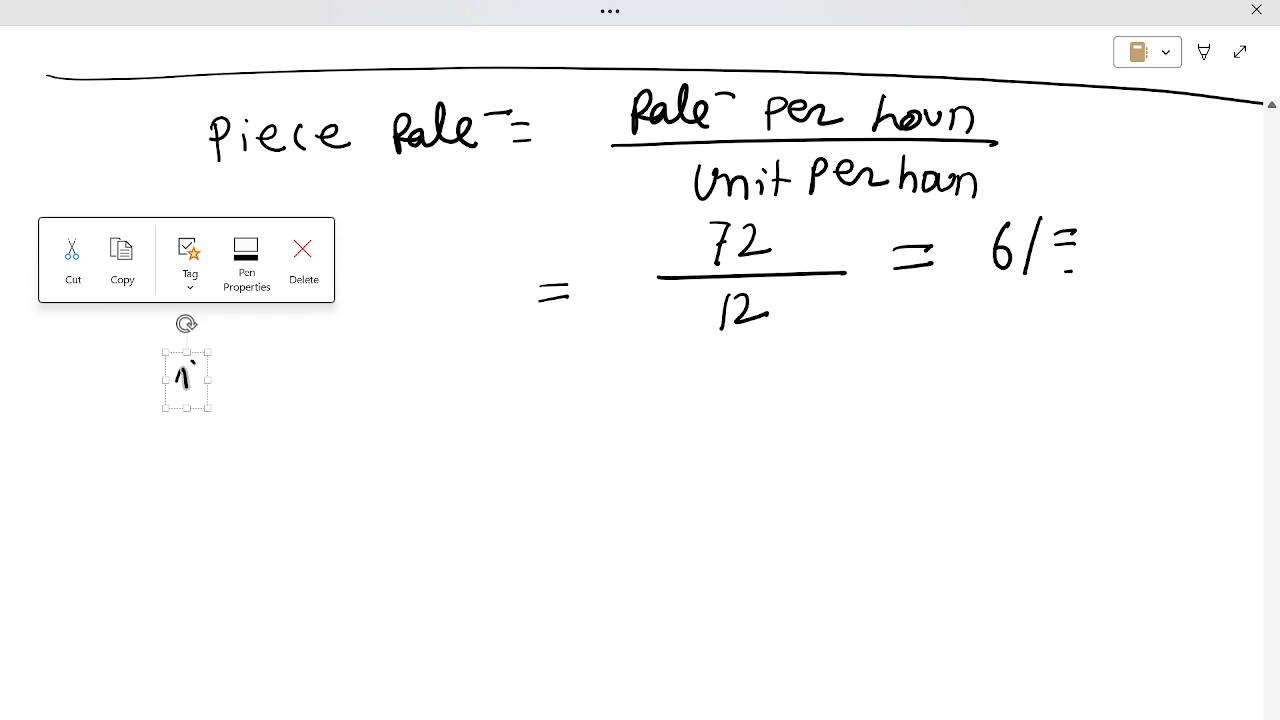 Piece Rate = Rate per hour
Unit Per hour
= 72 / 12 = 6/=
Cut
Copy
Tag
Pen Properties
Delete